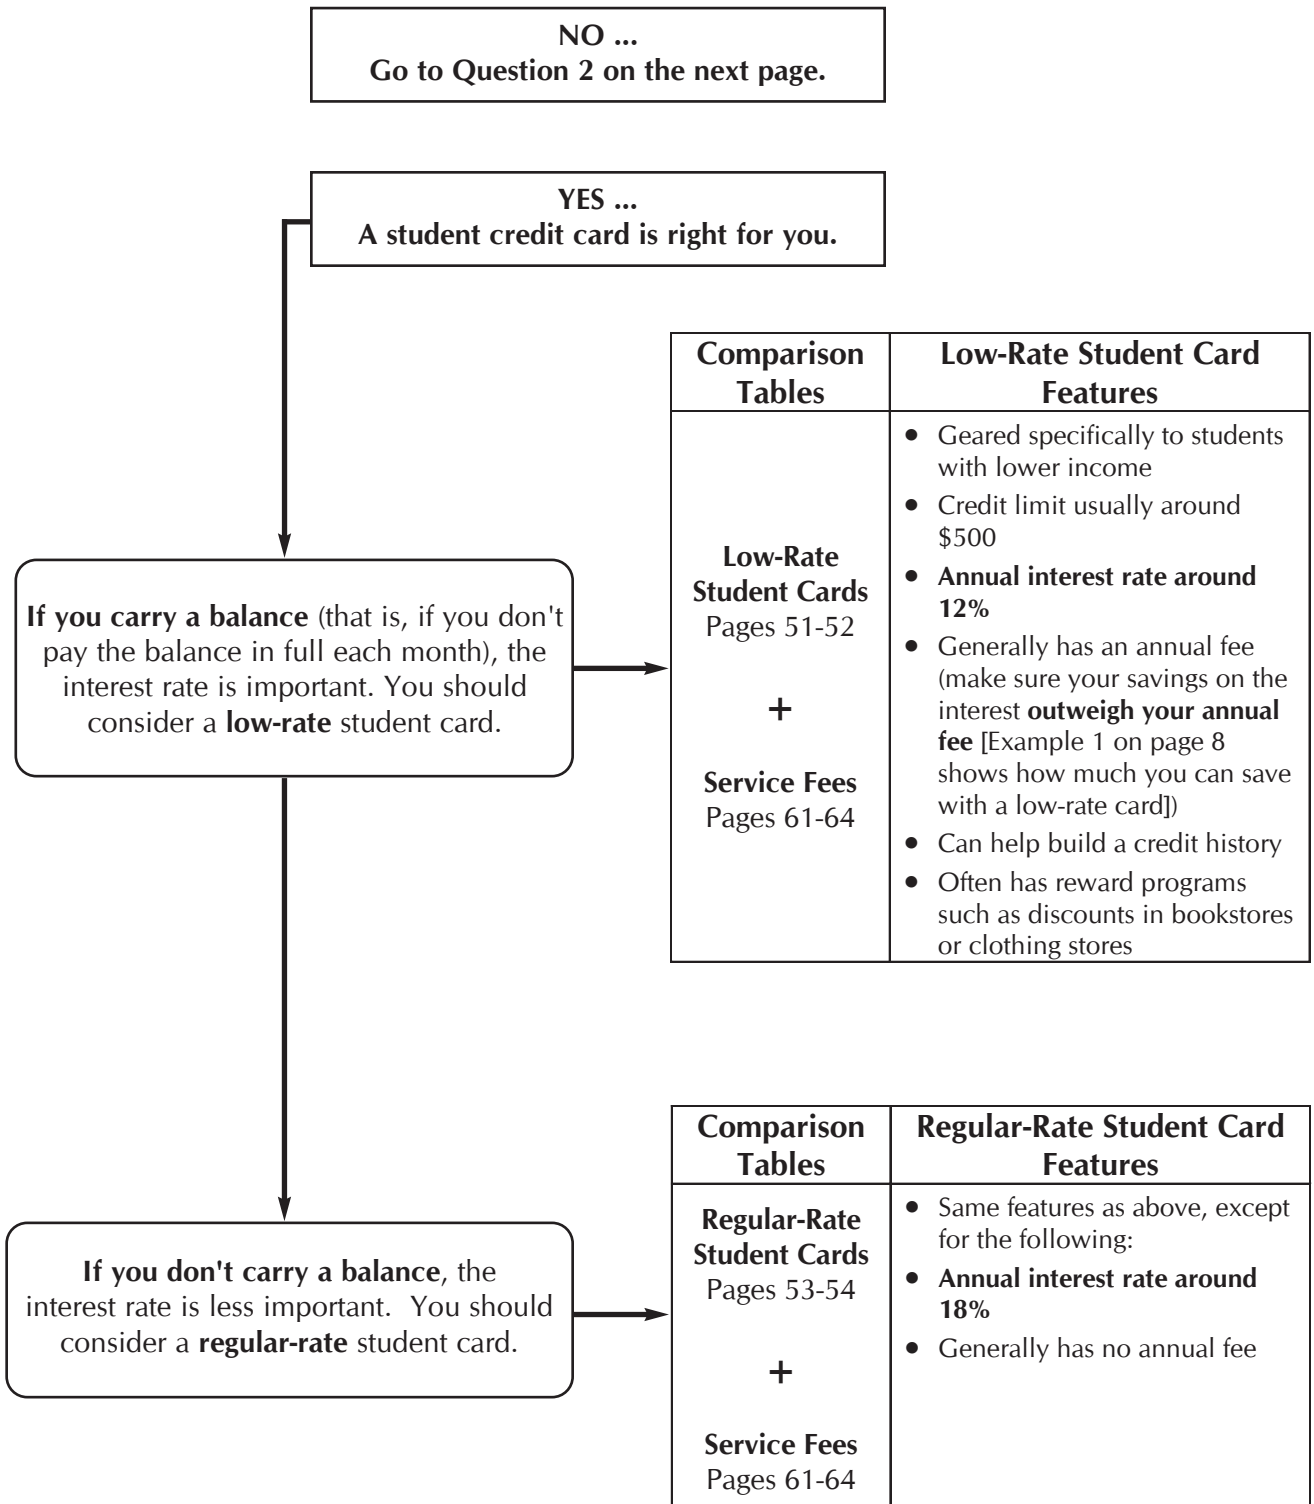 NO ...
Go to Question 2 on the next page.
YES ...
A student credit card is right for you.
If you carry a balance (that is, if you don't
pay the balance in full each month), the
interest rate is important. You should
consider a low-rate student card.
Comparison
Tables
Low-Rate Student Card
Features
Low-Rate
Student Cards
Pages 51-52
+
Service Fees
Pages 61-64
• Geared specifically to students
with lower income
• Credit limit usually around
$500
• Annual interest rate around
12%
• Generally has an annual fee
(make sure your savings on the
interest outweigh your annual
fee [Example 1 on page 8
shows how much you can save
with a low-rate card])
• Can help build a credit history
• Often has reward programs
such as discounts in bookstores
or clothing stores
If you don't carry a balance, the
interest rate is less important. You should
consider a regular-rate student card.
Comparison
Tables
Regular-Rate Student Card
Features
Regular-Rate
Student Cards
Pages 53-54
+
Service Fees
Pages 61-64
• Same features as above, except
for the following:
• Annual interest rate around
18%
• Generally has no annual fee